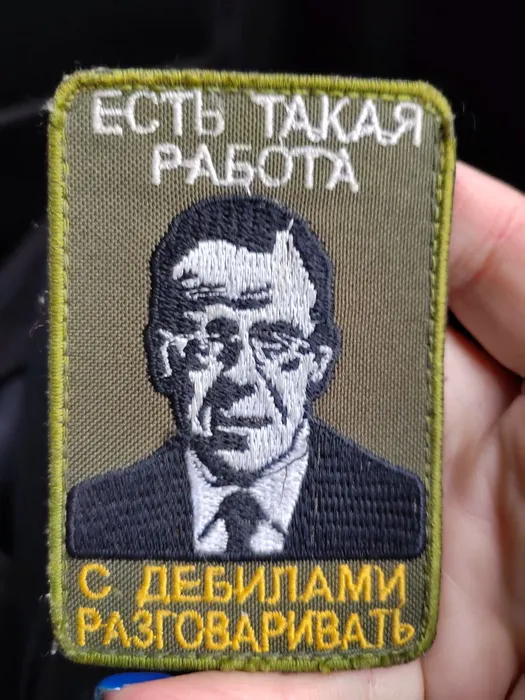 ЕСТЬ ТАКАЯ
РАБОТА
С ДЕБИЛАМИ
РАЗГОВАРИВАТЬ